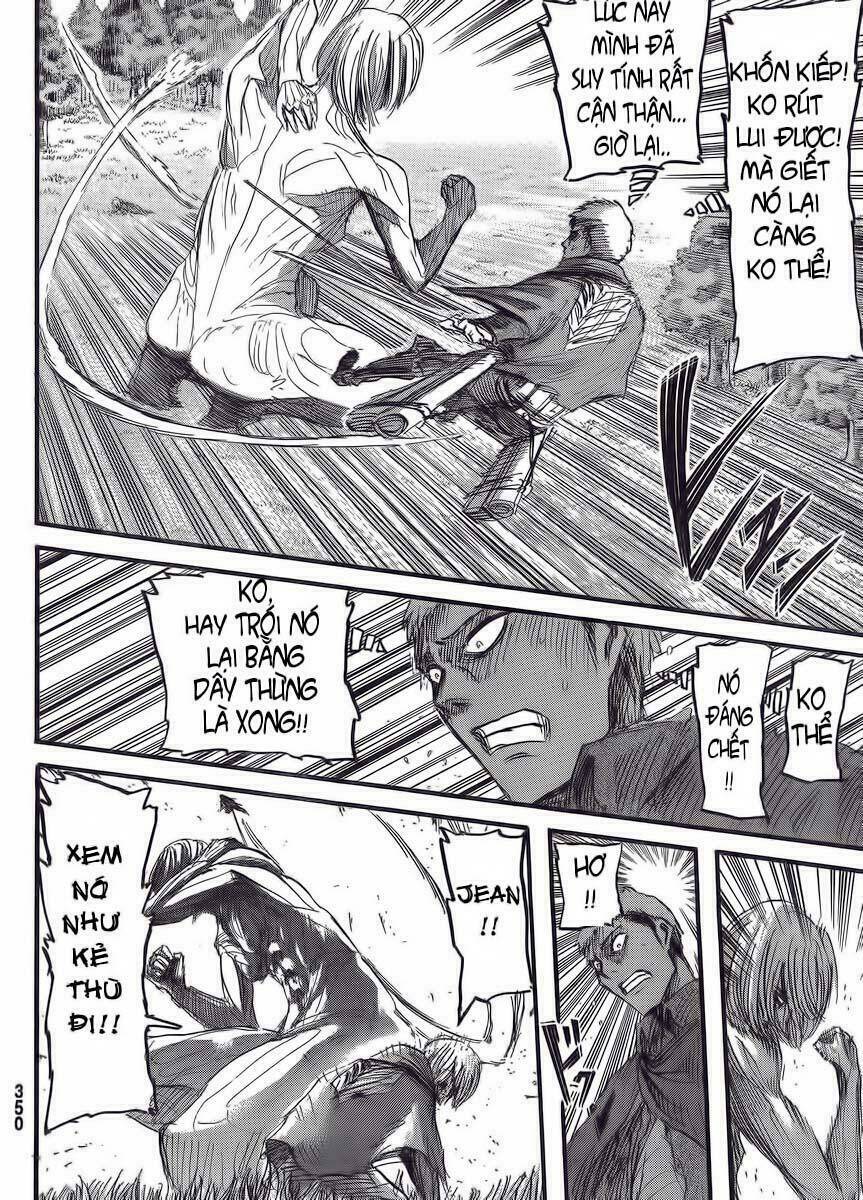 KHỐN KIẾP!
KO RÚT
LUI ĐƯỢC!
MÀ GIẾT
NÓ LẠI
CÀNG
KO THỂ!
LÚC NÀY
MÌNH ĐÃ
SUY TÍNH RẤT
CẬN THẬN...
GIỜ LẠI...
KO THỂ
NÓ
ĐÁNG
CHẾT
!!
KO,
HAY TRÓI NÓ
LẠI BẰNG
DÂY THỪNG
LÀ XONG!!
HƠ
!!
JEAN
!!
XEM
NÓ
NHƯ
KẺ
THÙ
ĐI!!
350